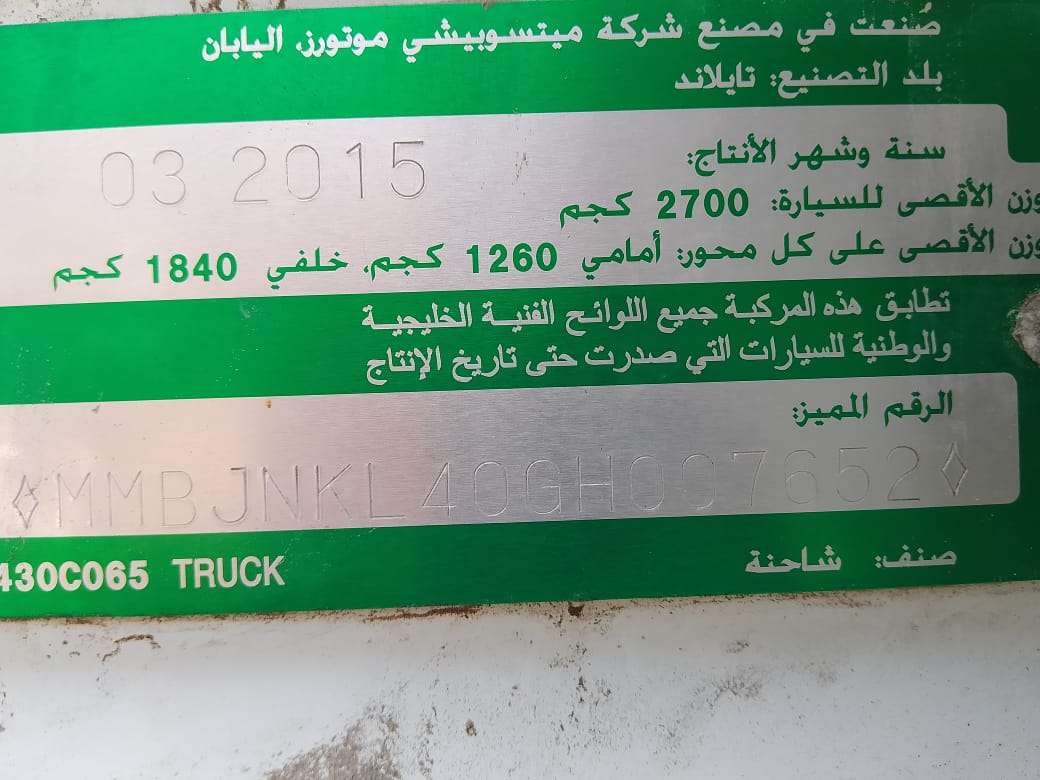 صُنعت في مصنع شركة ميتسوبيشي موتورز، اليابان
بلد التصنيع: تايلاند
سنة وشهر الأنتاج: 03 2015
وزن الأقصى للسيارة: 2700 كجم
وزن الأقصى على كل محور: أمامي 1260 كجم، خلفي 1840 كجم
تطابق هذه المركبة جميع اللوائح الفنية الخليجية
والوطنية للسيارات التي صدرت حتى تاريخ الإنتاج
الرقم المميز:
◊MMBJNKL40GH007652◊
صنف: شاحنة 430C065 TRUCK